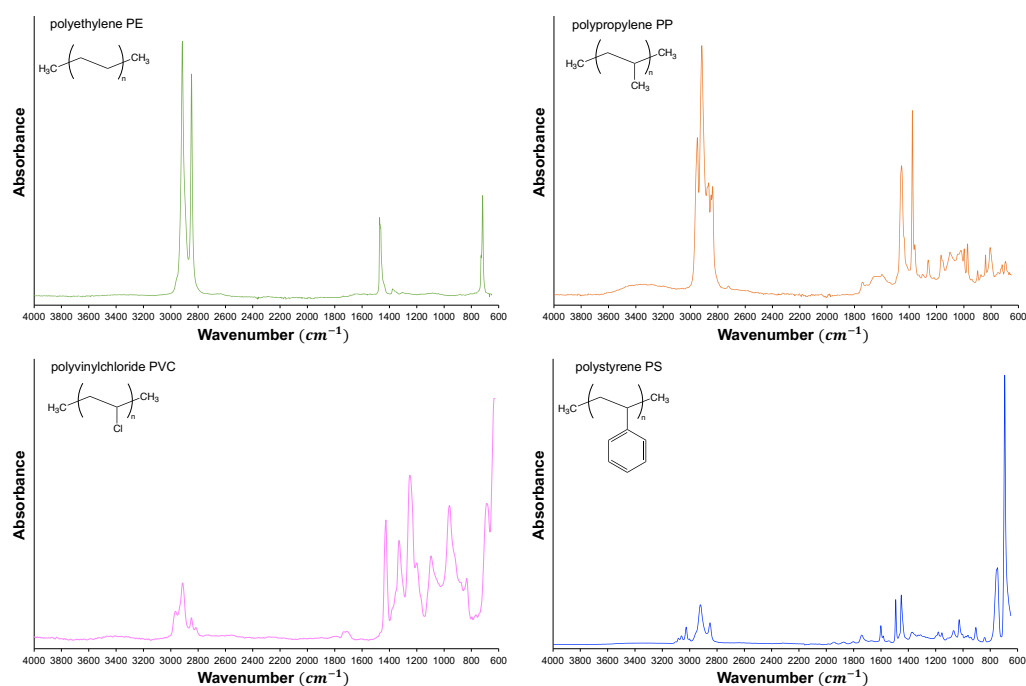 polyethylene PE
H₃C
CH₃
n
Absorbance
4000 3800 3600 3400 3200 3000 2800 2600 2400 2200 2000 1800 1600 1400 1200 1000 800 600
Wavenumber (cm⁻¹)
polypropylene PP
H₃C
CH₃
n
CH₃
Absorbance
4000 3800 3600 3400 3200 3000 2800 2600 2400 2200 2000 1800 1600 1400 1200 1000 800 600
Wavenumber (cm⁻¹)
polyvinylchloride PVC
H₃C
CH₃
n
Cl
Absorbance
4000 3800 3600 3400 3200 3000 2800 2600 2400 2200 2000 1800 1600 1400 1200 1000 800 600
Wavenumber (cm⁻¹)
polystyrene PS
CH₃
CH₃
n
Absorbance
4000 3800 3600 3400 3200 3000 2800 2600 2400 2200 2000 1800 1600 1400 1200 1000 800 600
Wavenumber (cm⁻¹)